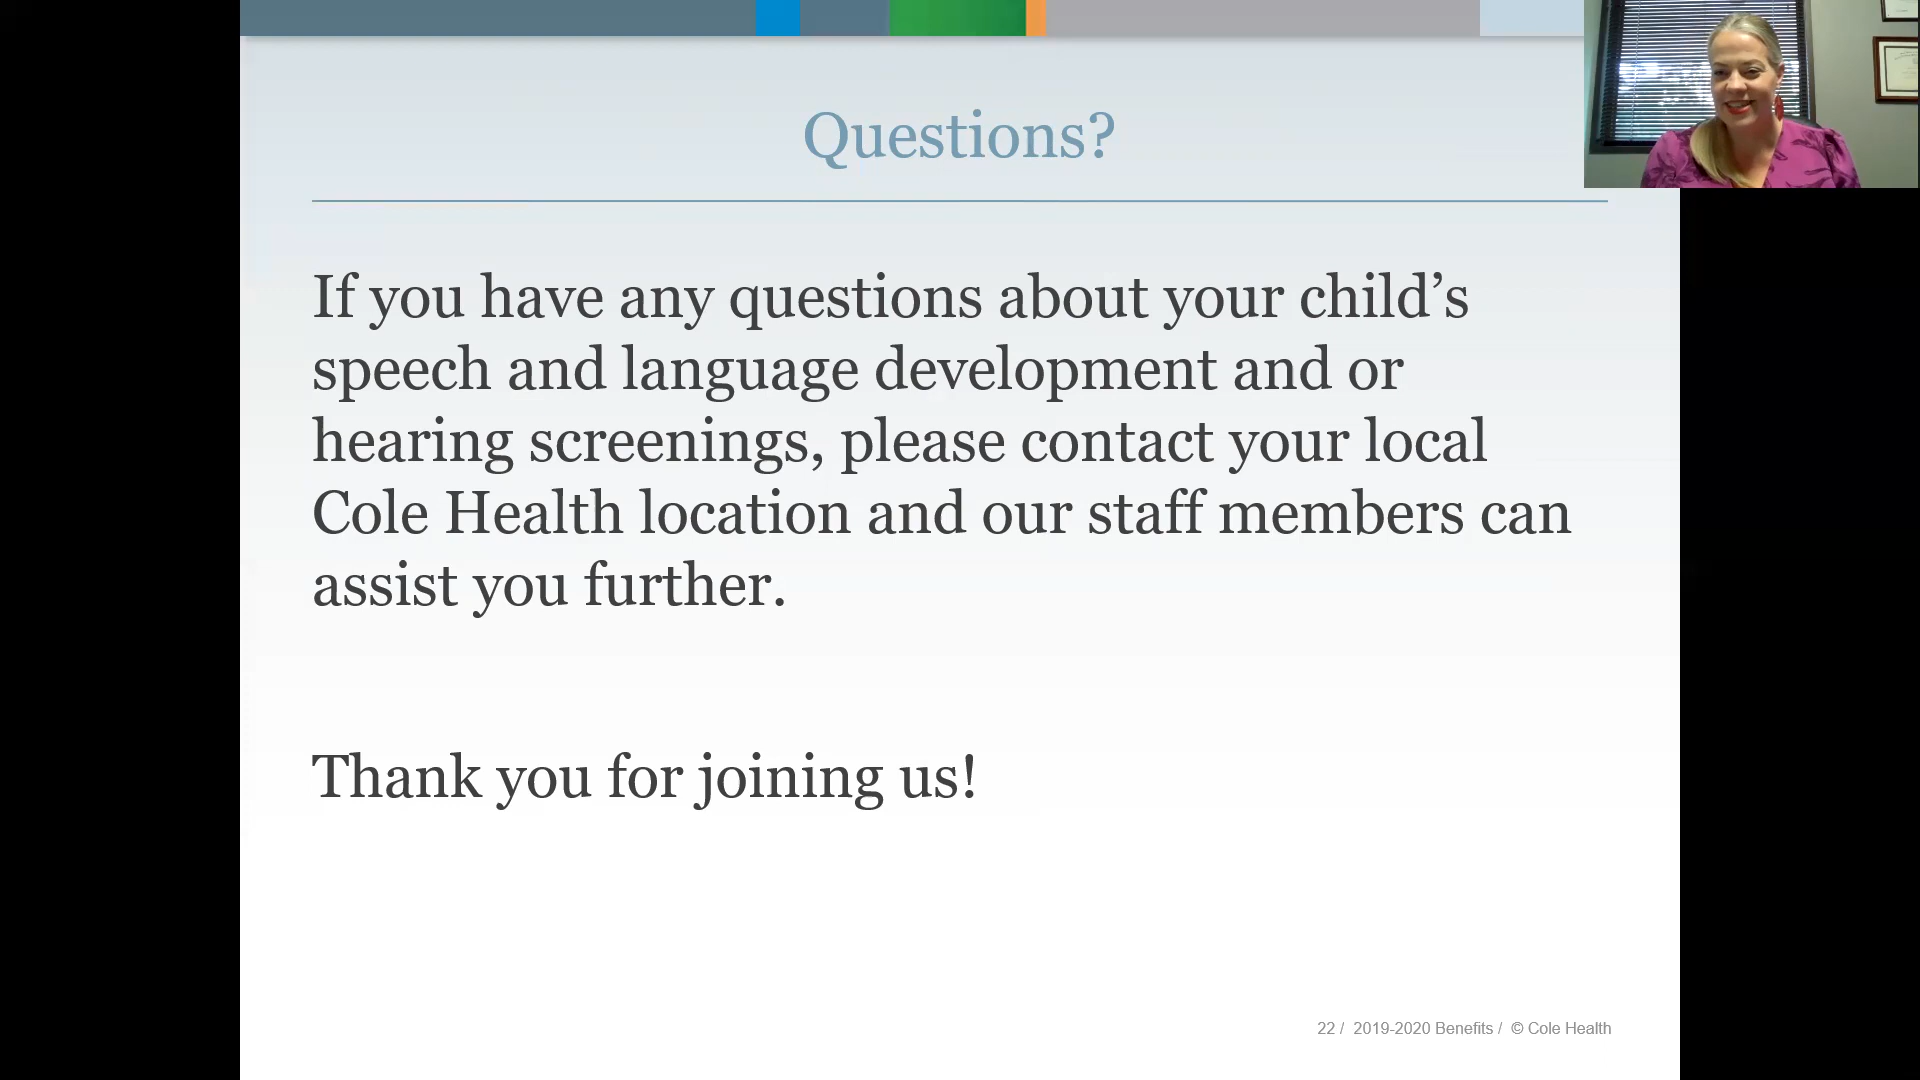 Questions?
If you have any questions about your child’s
speech and language development and or
hearing screenings, please contact your local
Cole Health location and our staff members can
assist you further.
Thank you for joining us!
22 / 2019-2020 Benefits / © Cole Health